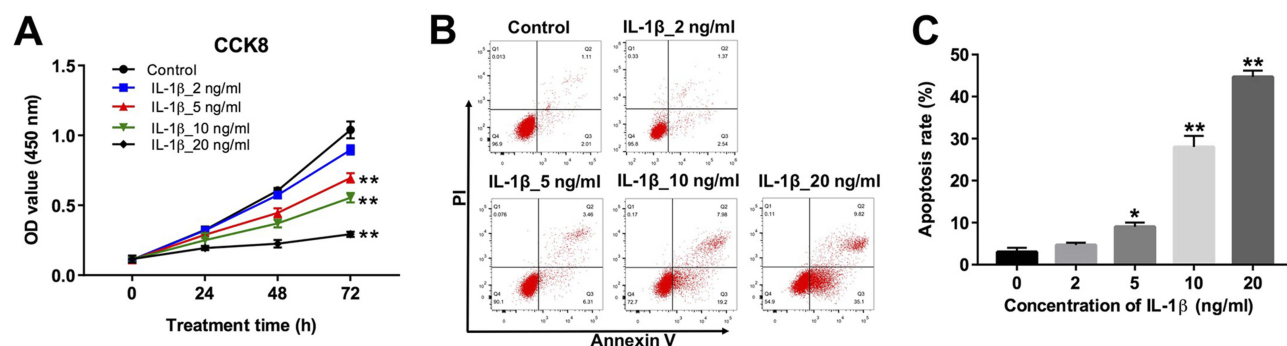 A
CCK8
Control
IL-1β_2 ng/ml
IL-1β_5 ng/ml
IL-1β_10 ng/ml
IL-1β_20 ng/ml
OD value (450 nm)
1.5
1.0
0.5
0.0
0 24 48 72
**
**
**
Treatment time (h)
B
Control
Q1 0.013
Q2 1.11
Q4 96.9
Q3 2.01
IL-1β_2 ng/ml
Q1 0.33
Q2 1.37
Q4 95.8
Q3 2.54
IL-1β_5 ng/ml
Q1 0.076
Q2 3.46
Q4 90.1
Q3 6.31
IL-1β_10 ng/ml
Q1 0.17
Q2 7.98
Q4 72.7
Q3 19.2
IL-1β_20 ng/ml
Q1 0.11
Q2 9.82
Q4 54.9
Q3 35.1
PI
Annexin V
C
Apoptosis rate (%)
50
40
30
20
10
0
*
**
**
0 2 5 10 20
Concentration of IL-1β (ng/ml)